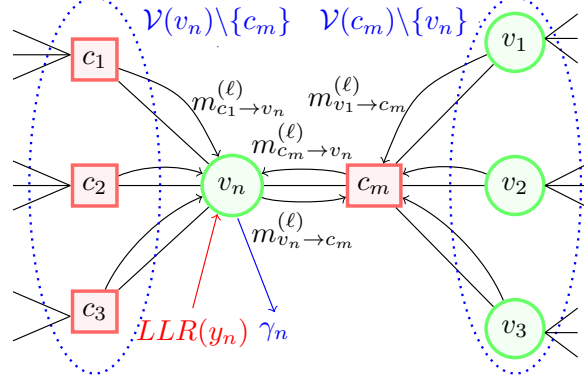 𝒱(v_n)\{c_m} 𝒱(c_m)\{v_n}
c_1 v_1
m^{(ℓ)}_{c_1→v_n} m^{(ℓ)}_{v_1→c_m}
m^{(ℓ)}_{c_m→v_n}
c_2 v_n c_m v_2
m^{(ℓ)}_{v_n→c_m}
c_3 v_3
LLR(y_n) γ_n